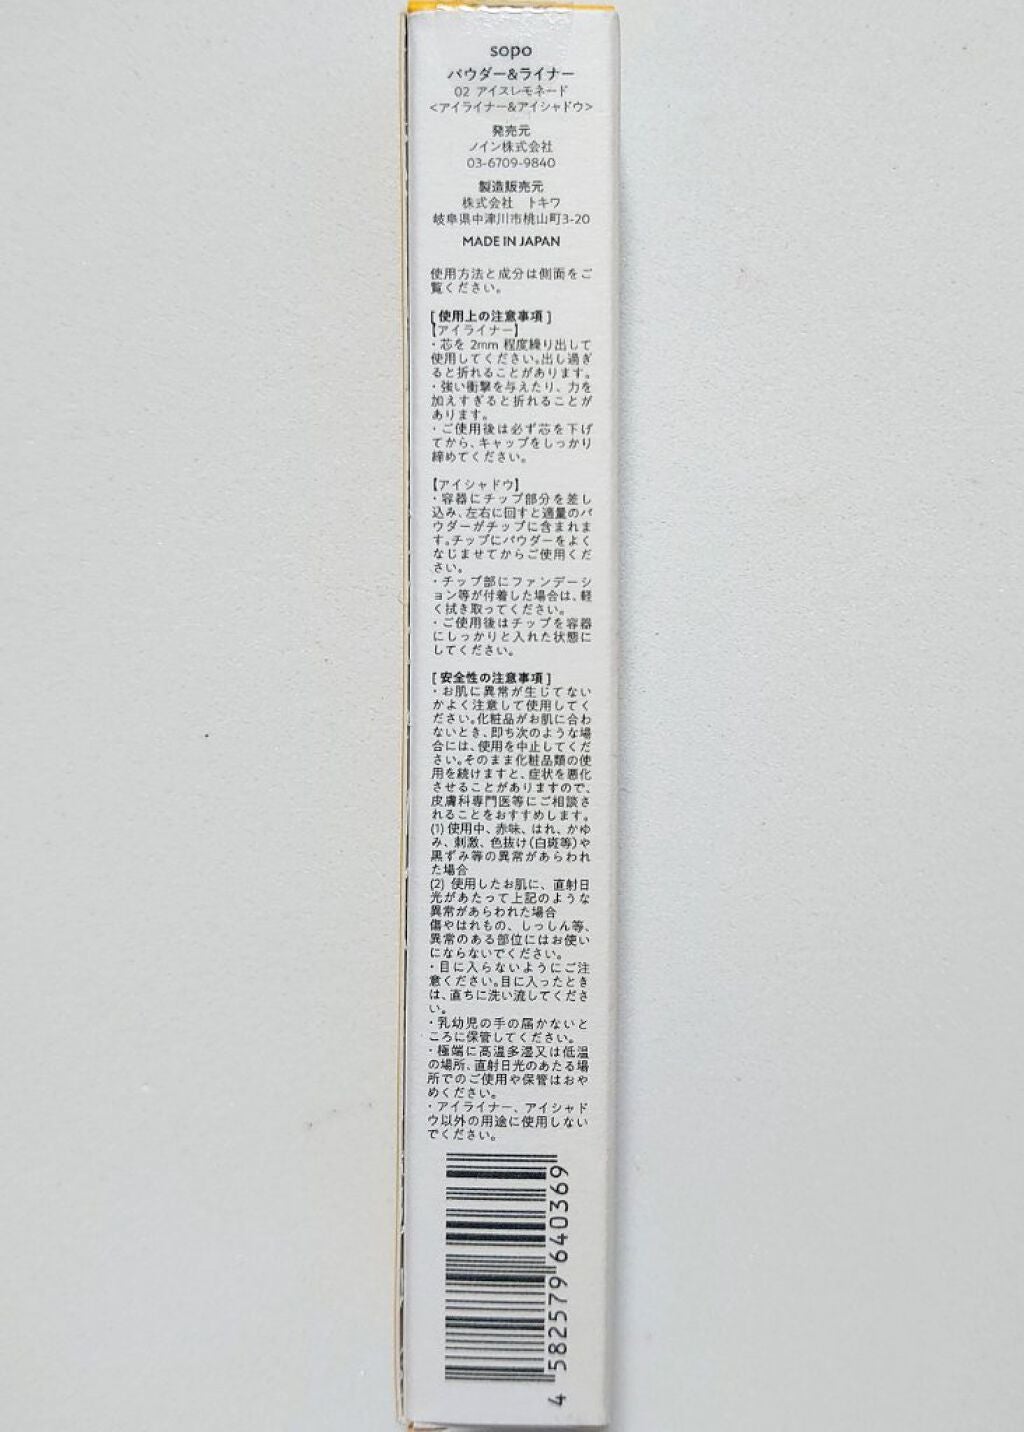 sopo
パウダー&ライナー
02 アイスレモネード
<アイライナー&アイシャドウ>
発売元
ノイン株式会社
03-6709-9840
製造販売元
株式会社　トキワ
岐阜県中津川市桃山町3-20
MADE IN JAPAN
使用方法と成分は側面をご
覧ください。
[ 使用上の注意事項 ]
【アイライナー】
・芯を 2mm 程度繰り出して
使用してください。出し過ぎ
ると折れることがあります。
・強い衝撃を与えたり、力を
加えすぎると折れることが
あります。
・ご使用後は必ず芯を下げ
てから、キャップをしっかり
締めてください。
【アイシャドウ】
・容器にチップ部分を差し
込み、左右に回すと適量のパ
ウダーがチップに含まれま
す。チップにパウダーをよく
なじませてからご使用くだ
さい。
・チップ部にファンデーシ
ョン等が付着した場合は、軽
く拭き取ってください。
・ご使用後はチップを容器
にしっかりと入れた状態に
してください。
[ 安全性の注意事項 ]
・お肌に異常が生じてない
かよく注意して使用してく
ださい。化粧品がお肌に合わ
ないとき、即ち次のような場
合には、使用を中止してくだ
さい。そのまま化粧品類の使
用を続けますと、症状を悪化
させることがありますので、
皮膚科専門医等にご相談さ
れることをおすすめします。
(1) 使用中、赤味、はれ、かゆ
み、刺激、色抜け(白斑等)や
黒ずみ等の異常があらわれ
た場合
(2) 使用したお肌に、直射日
光があたって上記のような
異常があらわれた場合
傷やはれもの、しっしん等、
異常のある部位にはお使い
にならないでください。
・目に入らないようにご注
意ください。目に入ったとき
は、直ちに洗い流してくださ
い。
・乳幼児の手の届かないと
ころに保管してください。
・極端に高温多湿又は低温
の場所、直射日光のあたる場
所でのご使用や保管はおや
めください。
・アイライナー、アイシャド
ウ以外の用途に使用しない
でください。
4 582579 640369